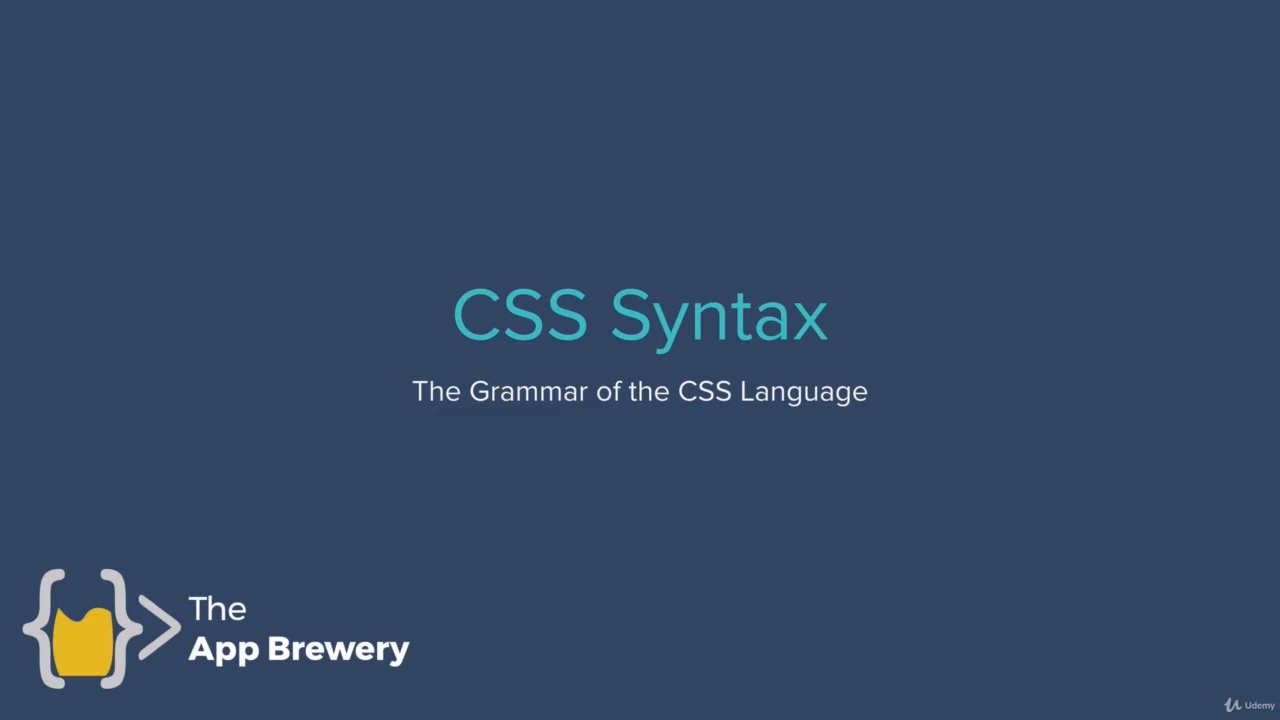 CSS Syntax
The Grammar of the CSS Language
The
App Brewery
Udemy